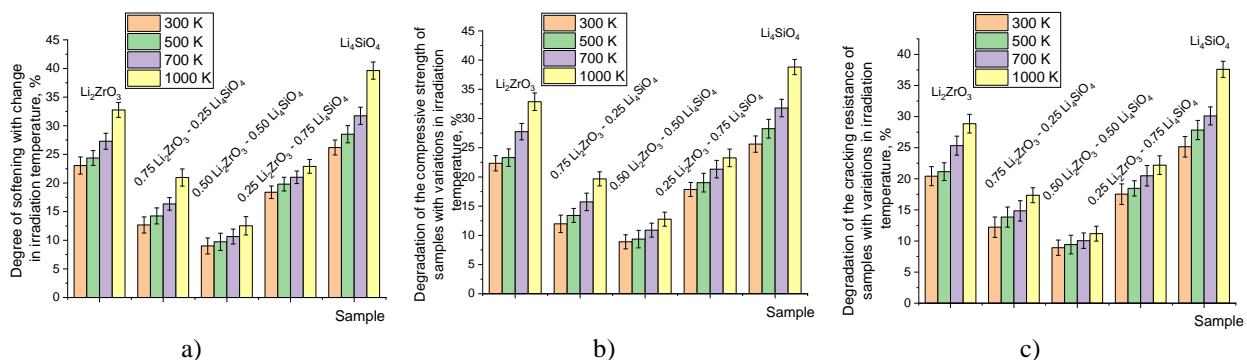 Degree of softening with change
in irradiation temperature, %
45
40
35
30
25
20
15
10
5
0
300 K
500 K
700 K
1000 K
Li₂ZrO₃
0.75 Li₂ZrO₃ - 0.25 Li₄SiO₄
0.50 Li₂ZrO₃ - 0.50 Li₄SiO₄
0.25 Li₂ZrO₃ - 0.75 Li₄SiO₄
Li₄SiO₄
Sample
a)
Degradation of the compressive strength of
samples with variations in irradiation
temperature, %
40
35
30
25
20
15
10
5
0
300 K
500 K
700 K
1000 K
Li₂ZrO₃
0.75 Li₂ZrO₃ - 0.25 Li₄SiO₄
0.50 Li₂ZrO₃ - 0.50 Li₄SiO₄
0.25 Li₂ZrO₃ - 0.75 Li₄SiO₄
Li₄SiO₄
Sample
b)
Degradation of the cracking resistance of
samples with variations in irradiation
temperature, %
40
35
30
25
20
15
10
5
0
300 K
500 K
700 K
1000 K
Li₂ZrO₃
0.75 Li₂ZrO₃ - 0.25 Li₄SiO₄
0.50 Li₂ZrO₃ - 0.50 Li₄SiO₄
0.25 Li₂ZrO₃ - 0.75 Li₄SiO₄
Li₄SiO₄
Sample
c)